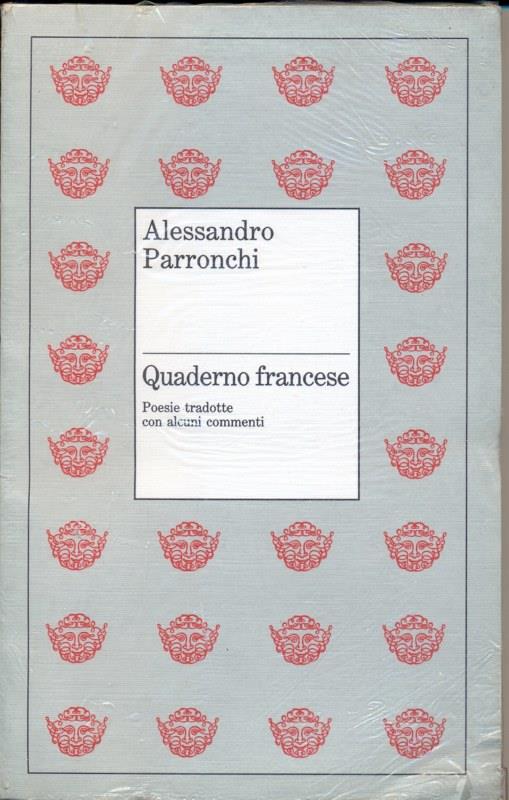 Alessandro
Parronchi
Quaderno francese
Poesie tradotte
con alcuni commenti